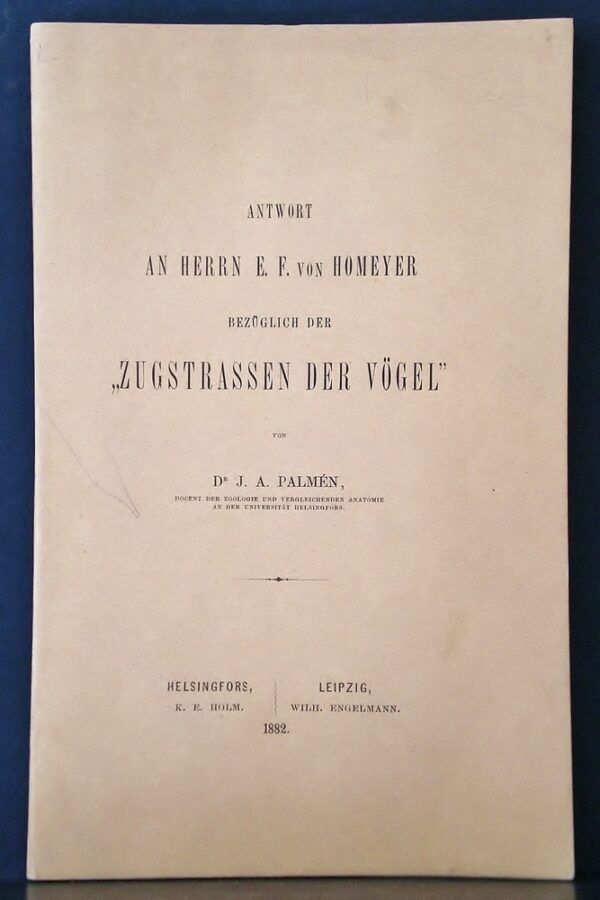 ANTWORT
AN HERRN E. F. VON HOMEYER
BEZÜGLICH DER
„ZUGSTRASSEN DER VÖGEL”
VON
DR J. A. PALMÉN,
DOCENT DER ZOOLOGIE UND VERGLEICHENDEN ANATOMIE
AN DER UNIVERSITÄT HELSINGFORS.
HELSINGFORS, LEIPZIG,
K. E. HOLM. WILH. ENGELMANN.
1882.